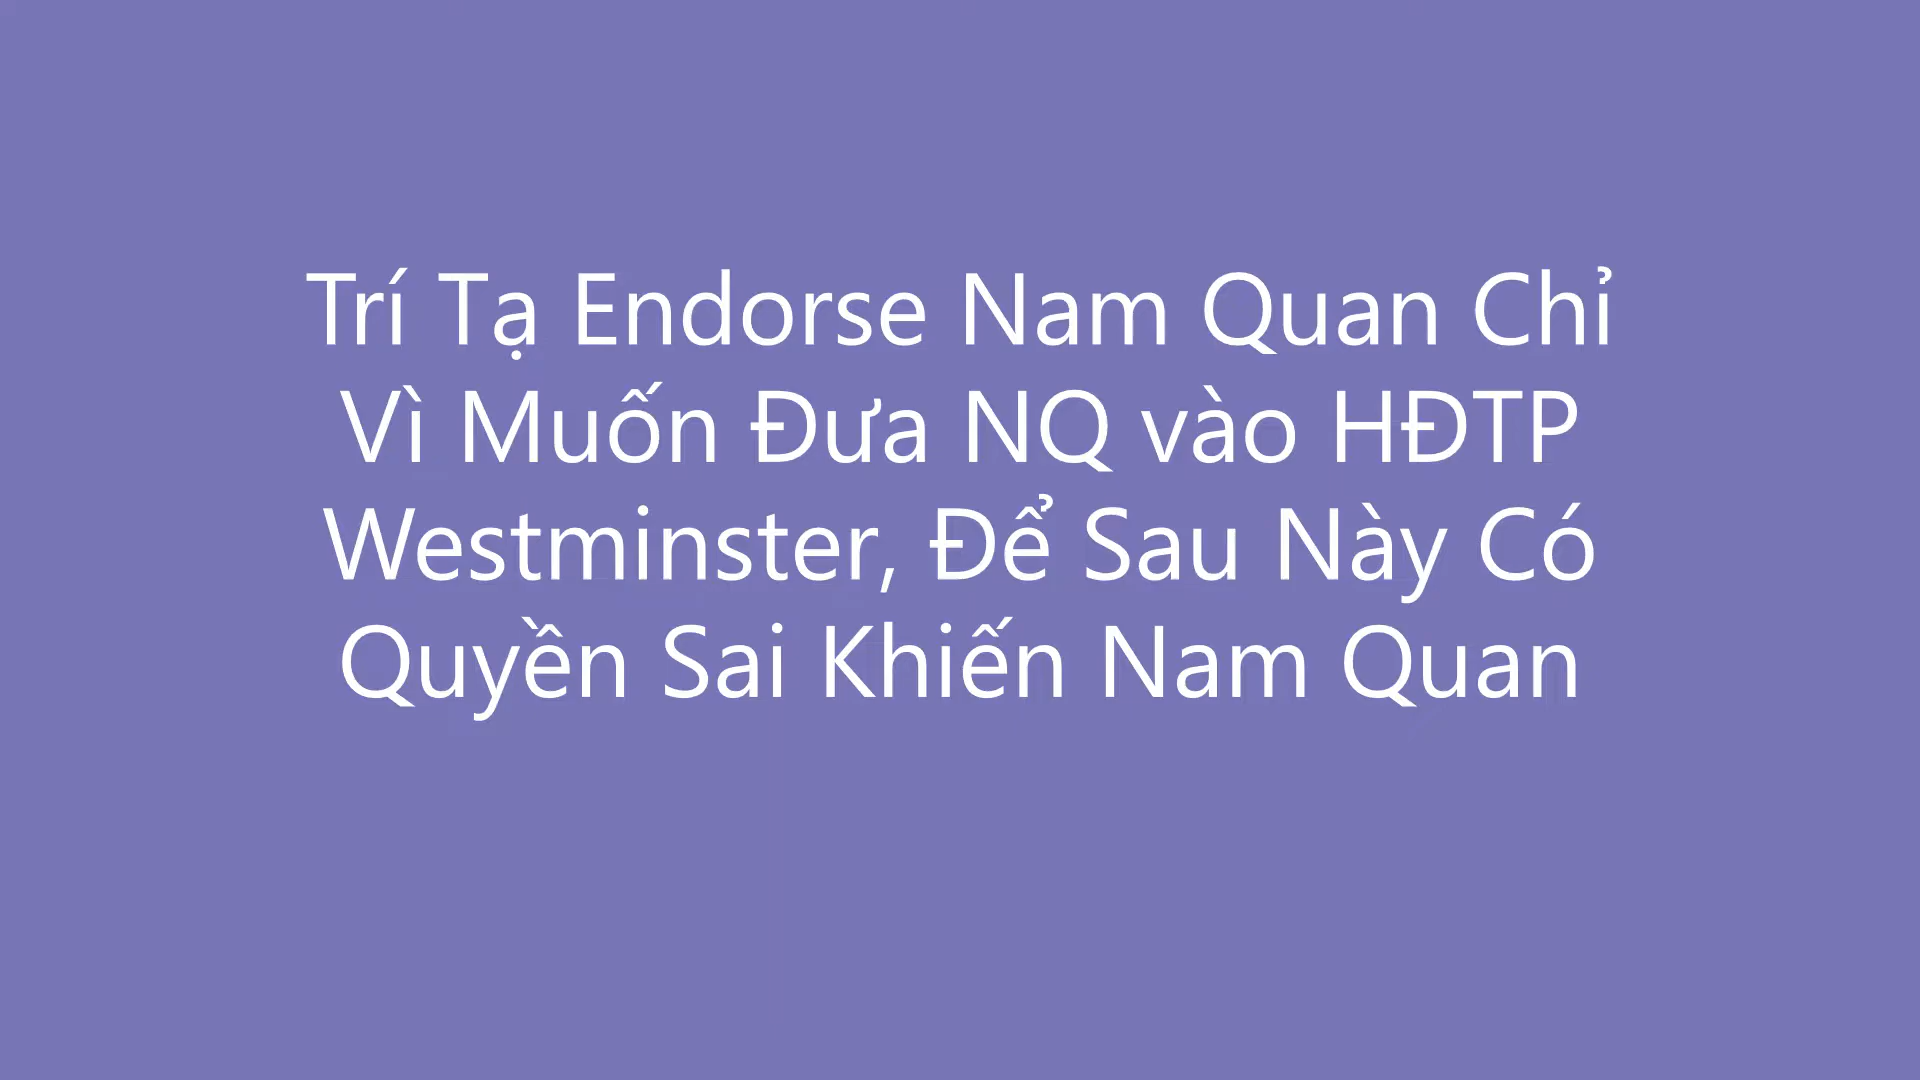 Trí Tạ Endorse Nam Quan Chỉ
Vì Muốn Đưa NQ vào HĐTP
Westminster, Để Sau Này Có
Quyền Sai Khiến Nam Quan